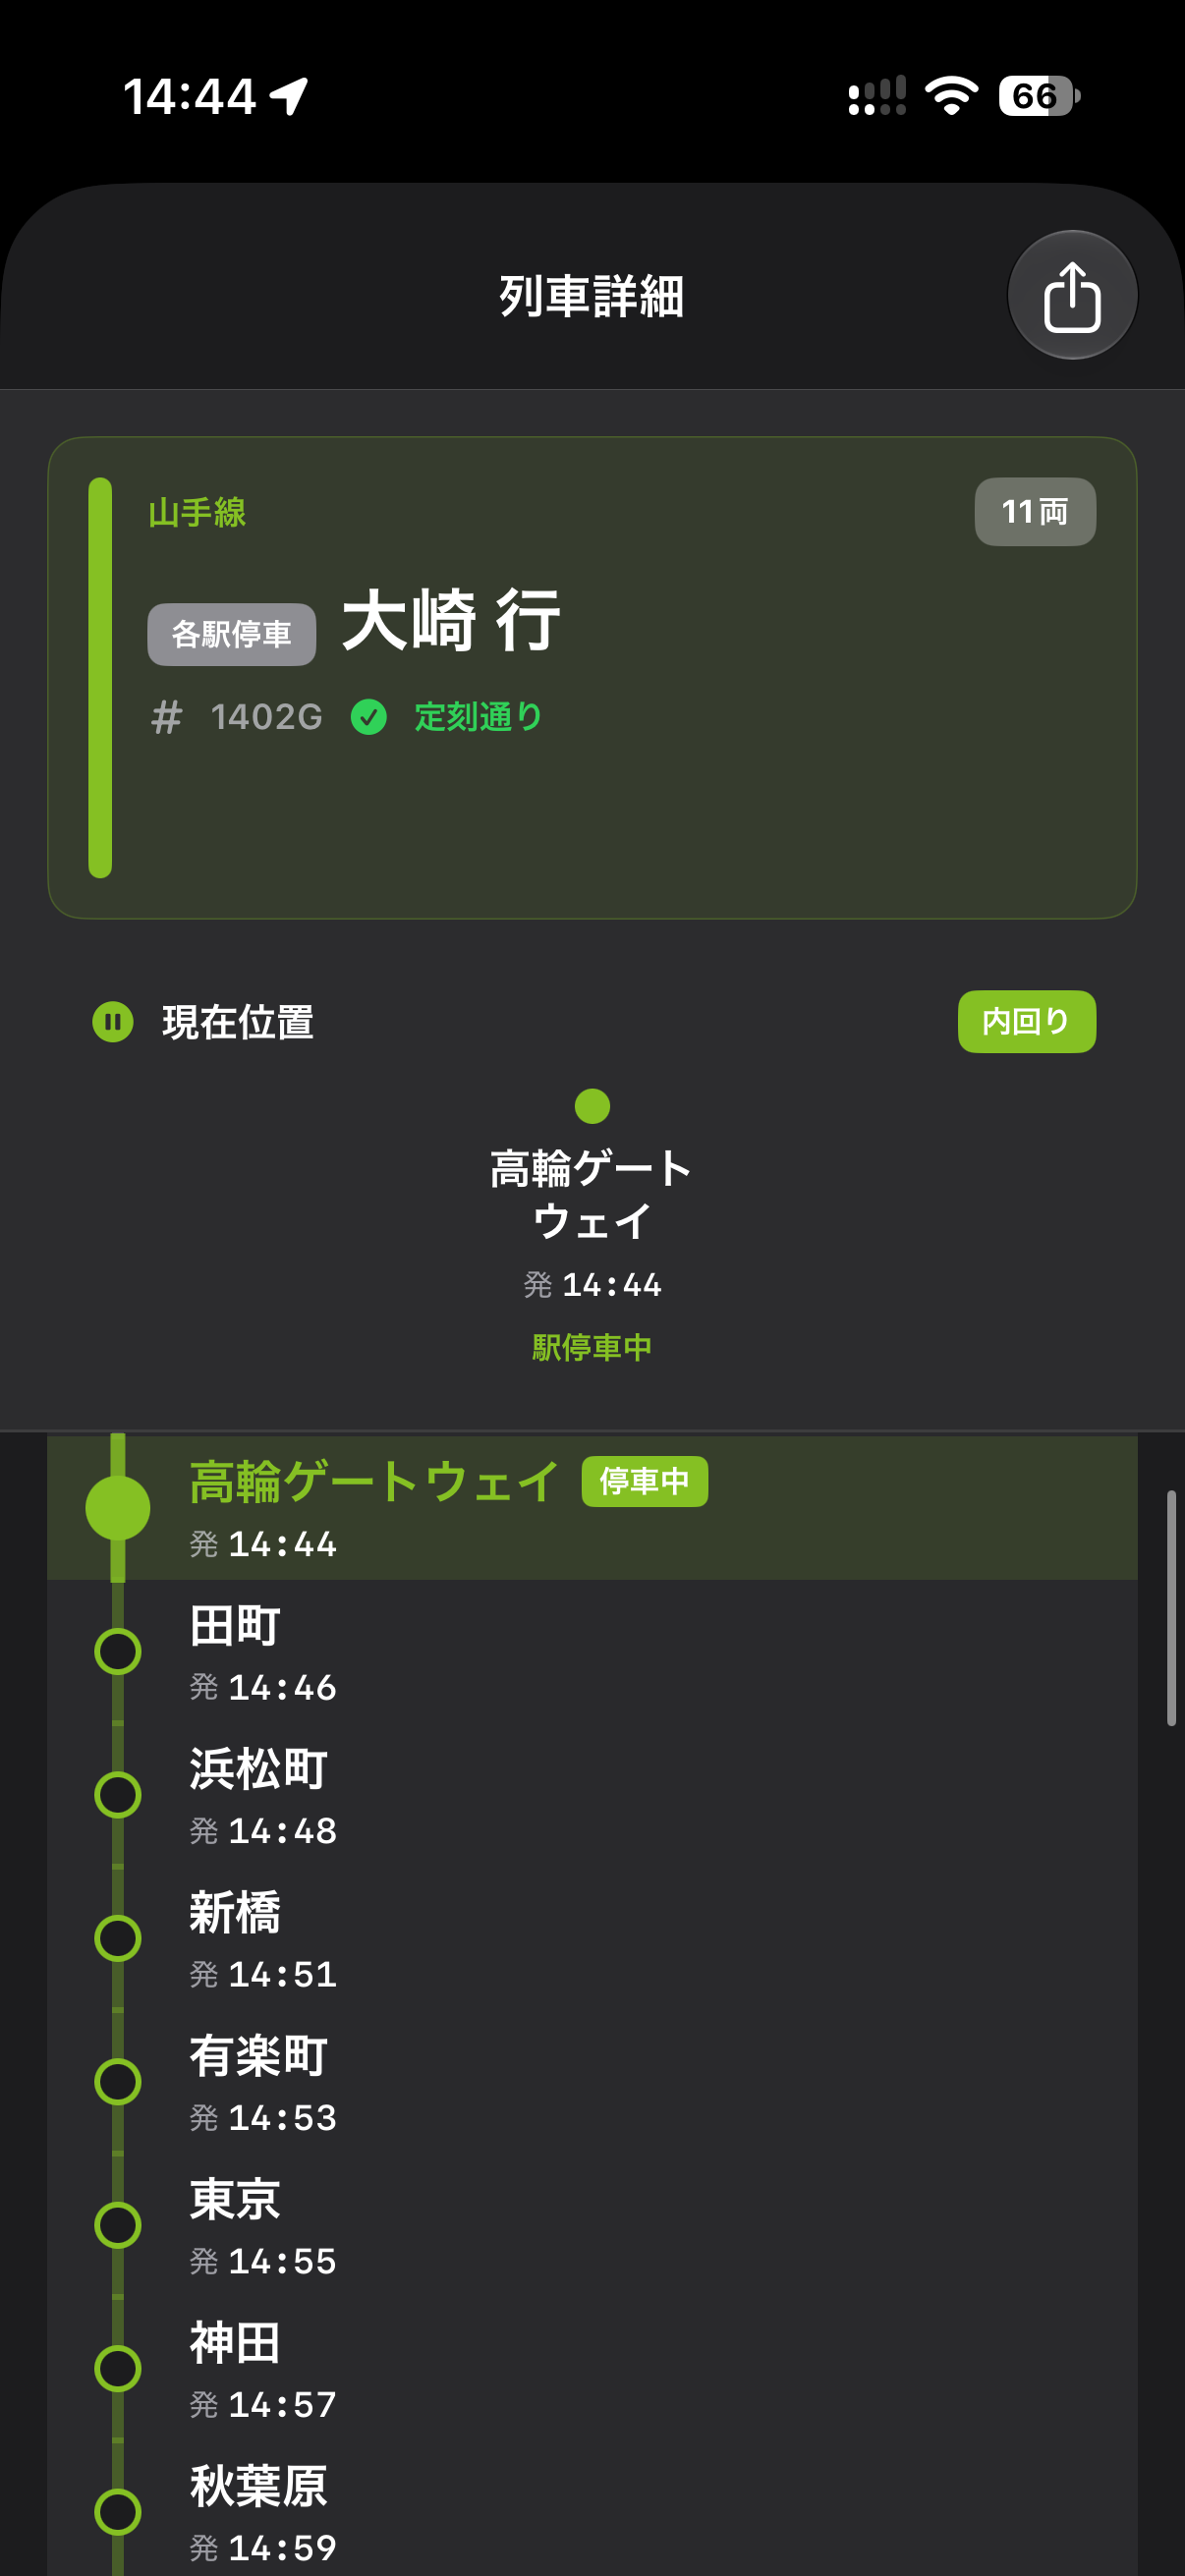 14:44
66
列車詳細
山手線
11両
各駅停車 大崎 行
# 1402G 定刻通り
現在位置
内回り
高輪ゲート
ウェイ
発 14:44
駅停車中
高輪ゲートウェイ 停車中
発 14:44
田町
発 14:46
浜松町
発 14:48
新橋
発 14:51
有楽町
発 14:53
東京
発 14:55
神田
発 14:57
秋葉原
発 14:59